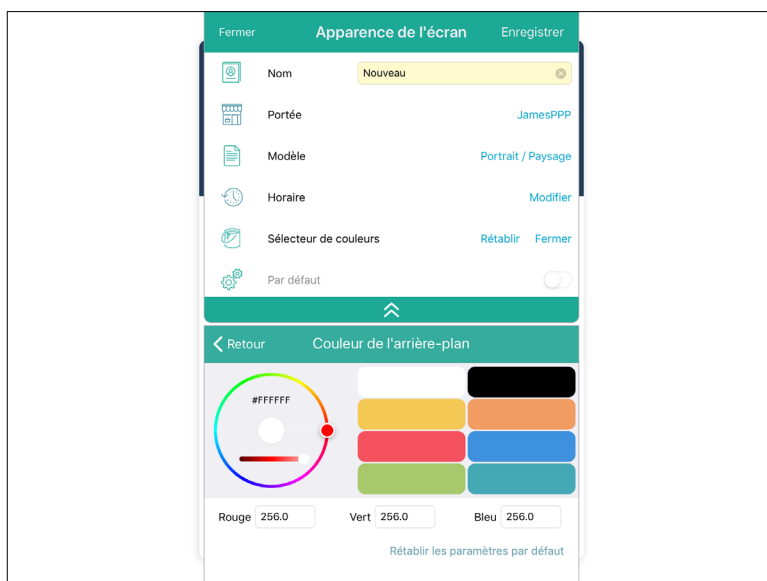 Fermer Apparence de l'écran Enregistrer
Nom Nouveau
Portée JamesPPP
Modèle Portrait / Paysage
Horaire Modifier
Sélecteur de couleurs Rétablir Fermer
Par défaut
Retour Couleur de l'arrière-plan
#FFFFFF
Rouge 256.0 Vert 256.0 Bleu 256.0
Rétablir les paramètres par défaut